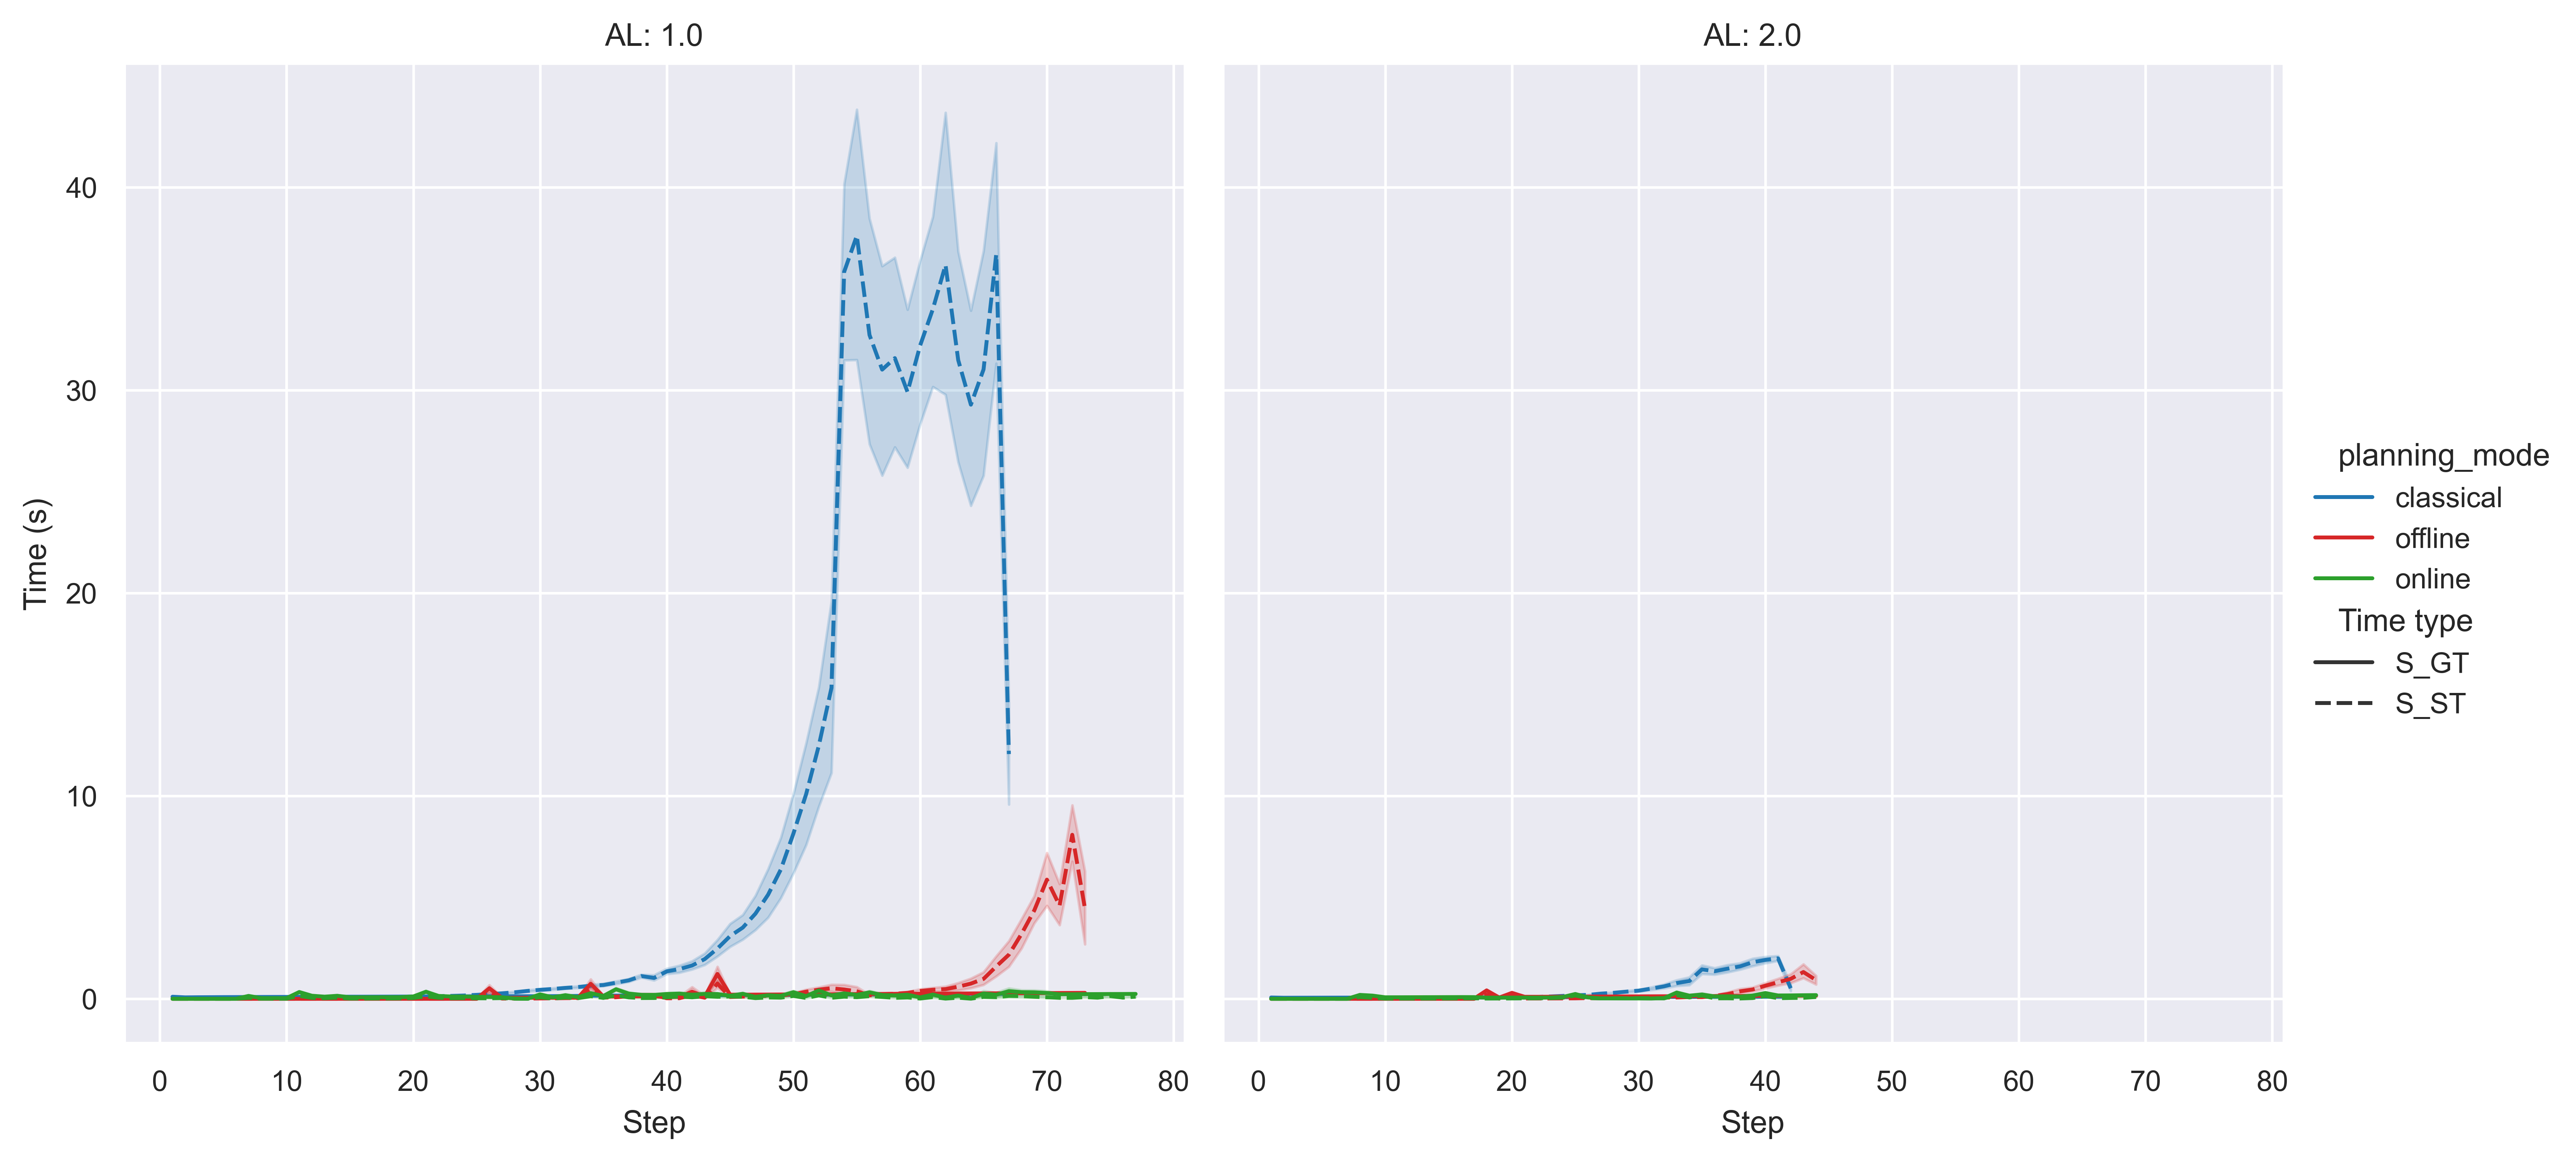 AL: 1.0
AL: 2.0
Time (s)
40
30
20
10
0
0 10 20 30 40 50 60 70 80
0 10 20 30 40 50 60 70 80
Step
Step
planning_mode
classical
offline
online
Time type
S_GT
S_ST